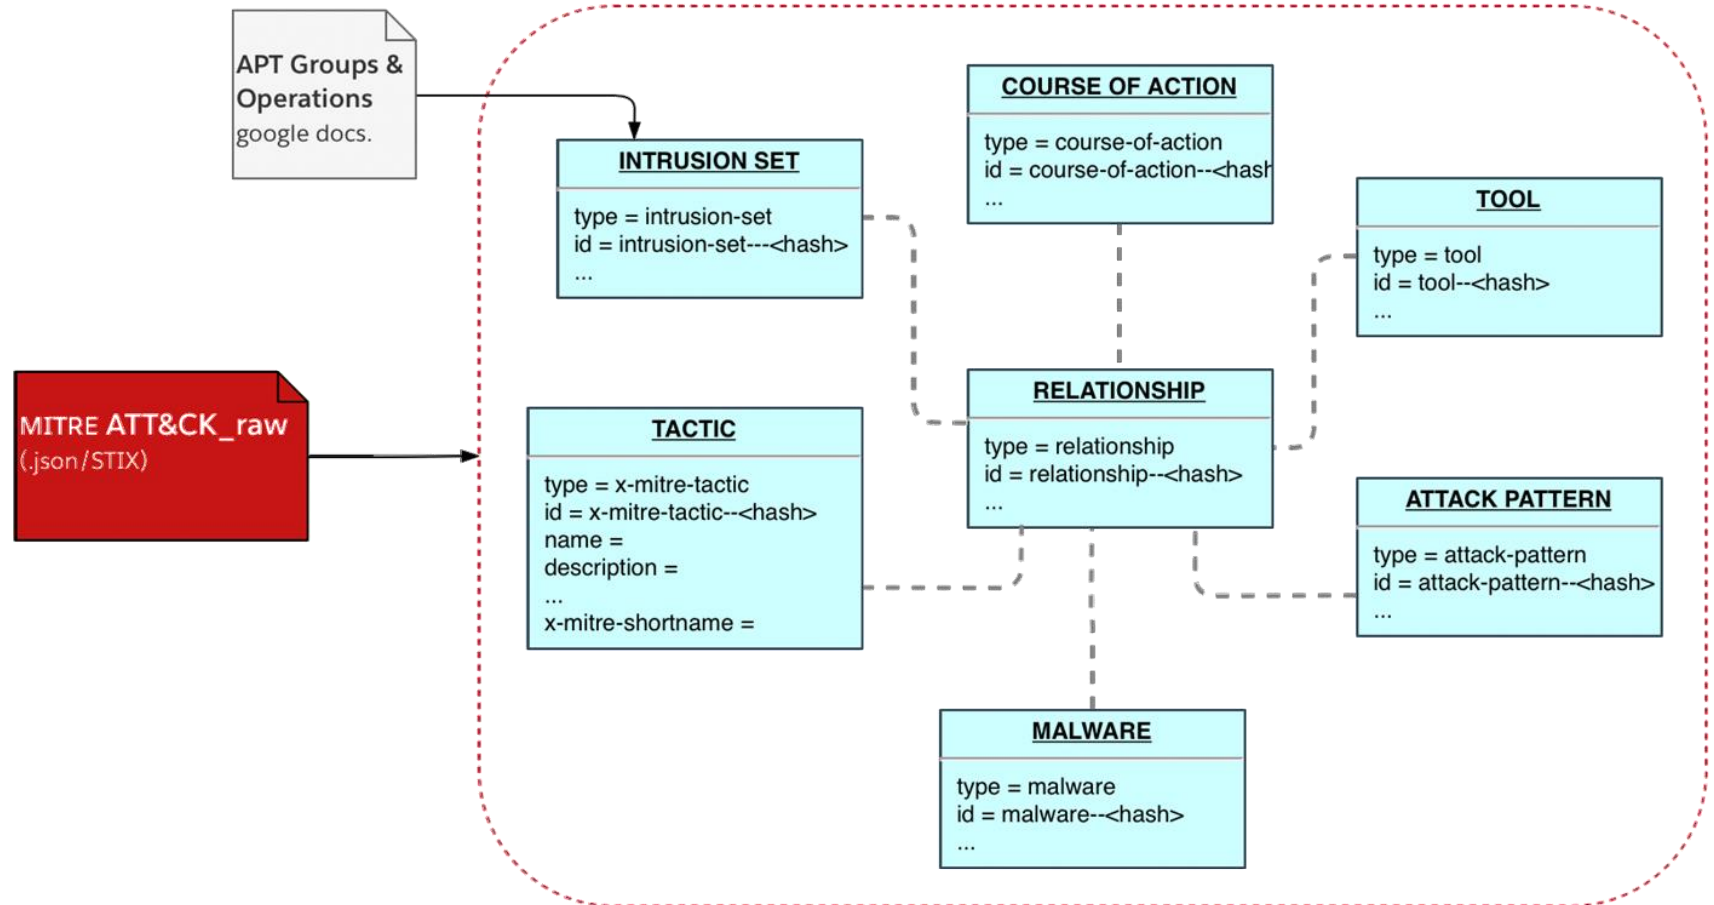 APT Groups &
Operations
google docs.
MITRE ATT&CK_raw
(.json/STIX)
INTRUSION SET
type = intrusion-set
id = intrusion-set---<hash>
...
COURSE OF ACTION
type = course-of-action
id = course-of-action--<hash
...
TOOL
type = tool
id = tool--<hash>
...
TACTIC
type = x-mitre-tactic
id = x-mitre-tactic--<hash>
name =
description =
...
x-mitre-shortname =
RELATIONSHIP
type = relationship
id = relationship--<hash>
...
ATTACK PATTERN
type = attack-pattern
id = attack-pattern--<hash>
...
MALWARE
type = malware
id = malware--<hash>
...